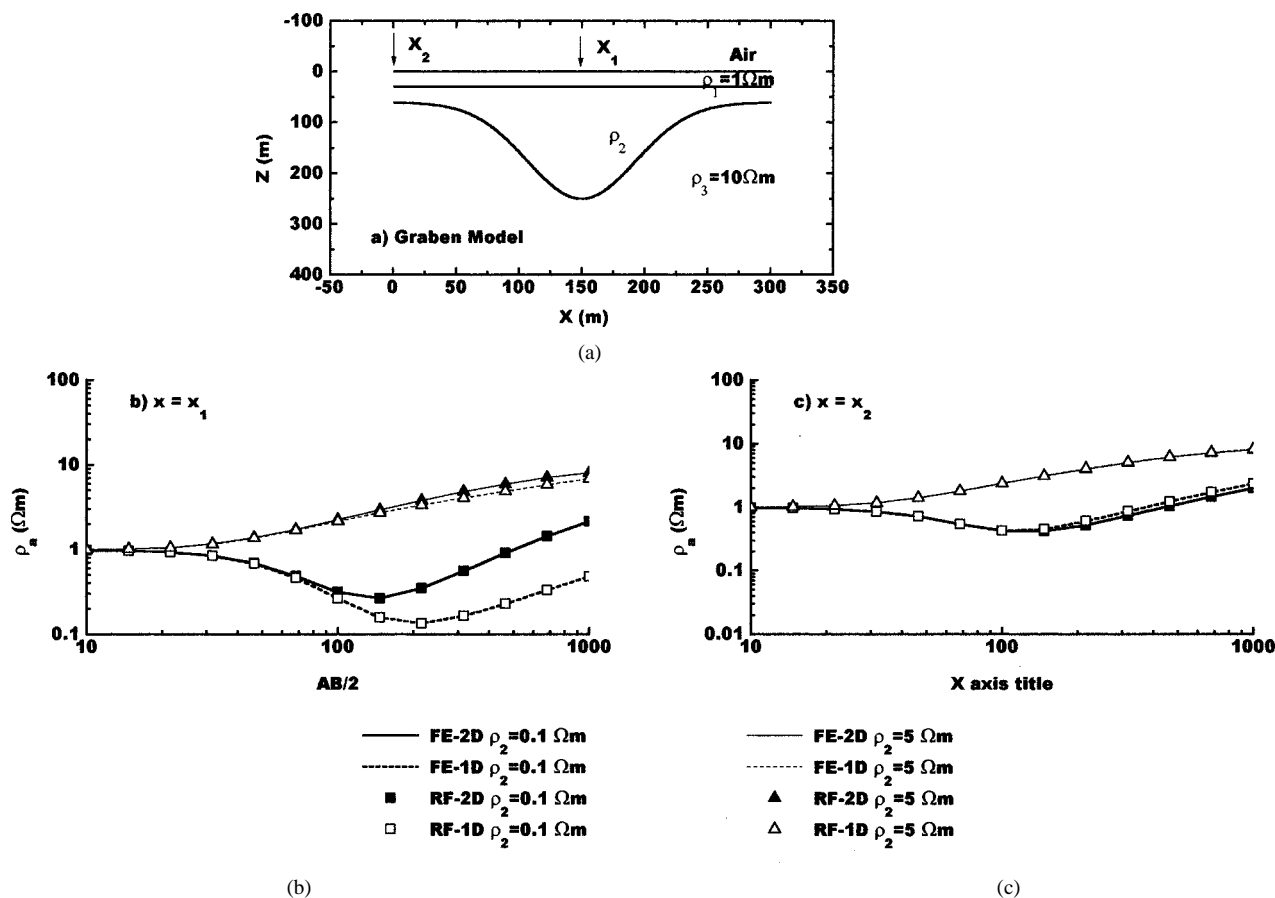 -100
0
100
200
300
400
Z (m)
X2
X1
Air
ρ1=1Ωm
ρ2
ρ3=10Ωm
a) Graben Model
-50 0 50 100 150 200 250 300 350
X (m)
(a)
100
10
1
0.1
ρa (Ωm)
b) x = x1
10 100 1000
AB/2
100
10
1
0.1
0.01
ρa (Ωm)
c) x = x2
10 100 1000
X axis title
FE-2D ρ2=0.1 Ωm
FE-1D ρ2=0.1 Ωm
RF-2D ρ2=0.1 Ωm
RF-1D ρ2=0.1 Ωm
FE-2D ρ2=5 Ωm
FE-1D ρ2=5 Ωm
RF-2D ρ2=5 Ωm
RF-1D ρ2=5 Ωm
(b)
(c)